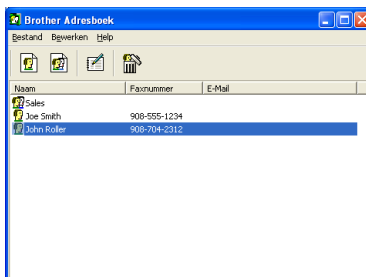 Brother Adresboek
Bestand Bewerken Help
Naam Faxnummer E-Mail
Sales
Joe Smith 908-555-1234
John Roller 908-704-2312